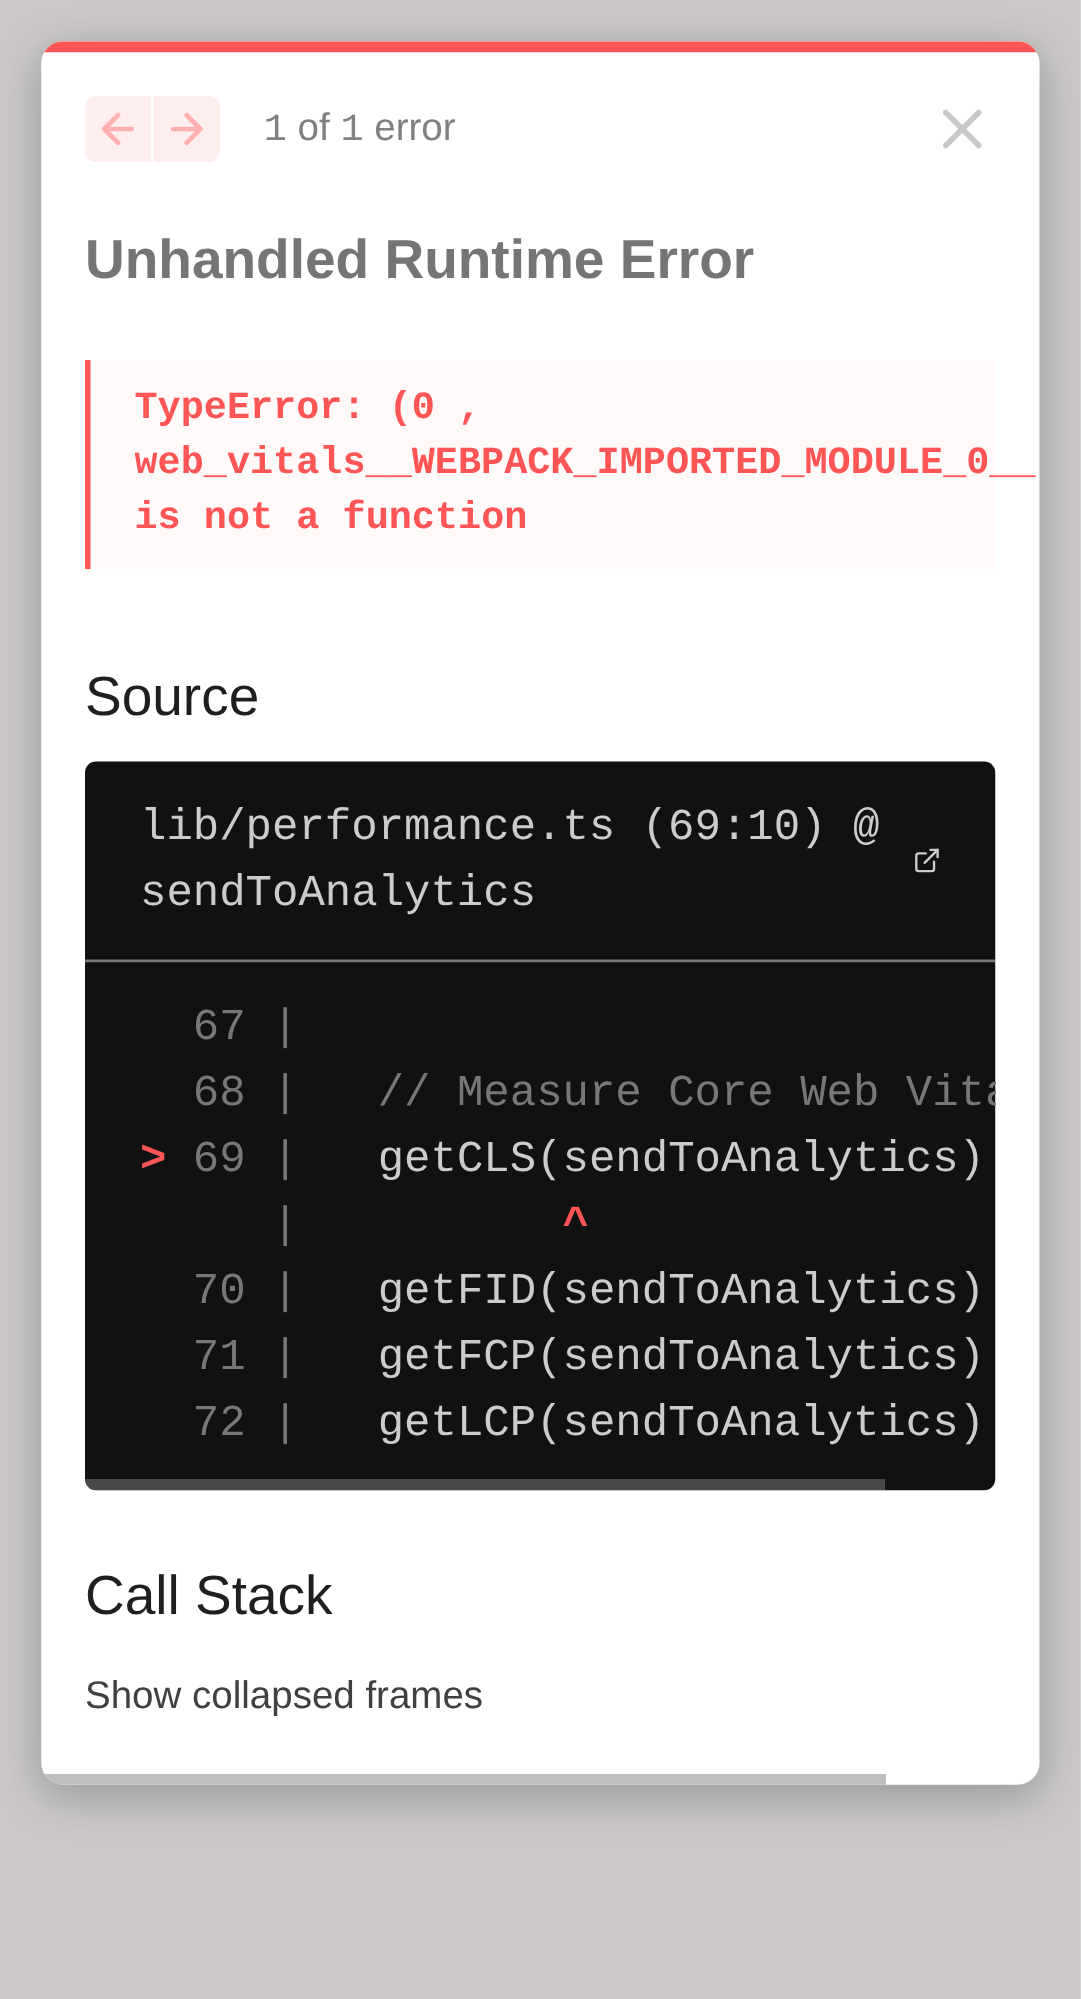 1 of 1 error
Unhandled Runtime Error
TypeError: (0 ,
web_vitals__WEBPACK_IMPORTED_MODULE_0__
is not a function
Source
lib/performance.ts (69:10) @
sendToAnalytics
67 |
68 |   // Measure Core Web
> 69 |   getCLS(sendToAnalytics)
|          ^
70 |   getFID(sendToAnalytics)
71 |   getFCP(sendToAnalytics)
72 |   getLCP(sendToAnalytics)
Call Stack
Show collapsed frames